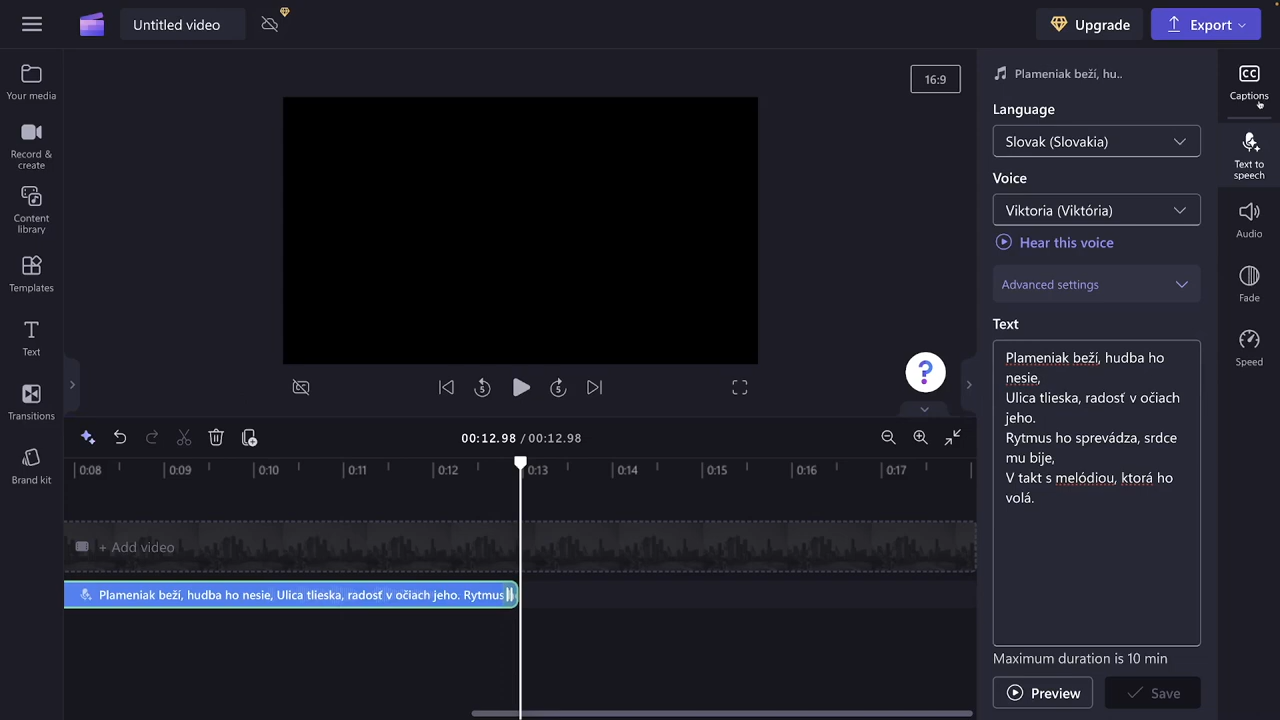 Untitled video
Upgrade
Export
Your media
Record &
create
Content
library
Templates
Text
Transitions
Brand kit
16:9
00:12.98 / 00:12.98
0:08
0:09
0:10
0:11
0:12
0:13
0:14
0:15
0:16
0:17
+ Add video
Plameniak beží, hudba ho nesie, Ulica tlieska, radosť v očiach jeho. Rytmus
Plameniak beží, hu..
Language
Slovak (Slovakia)
Voice
Viktoria (Viktória)
Hear this voice
Advanced settings
Text
Plameniak beží, hudba ho
nesie,
Ulica tlieska, radosť v očiach
jeho.
Rytmus ho sprevádza, srdce
mu bije,
V takt s melódiou, ktorá ho
volá.
Maximum duration is 10 min
Preview
Save
CC
Captions
Text to
speech
Audio
Fade
Speed